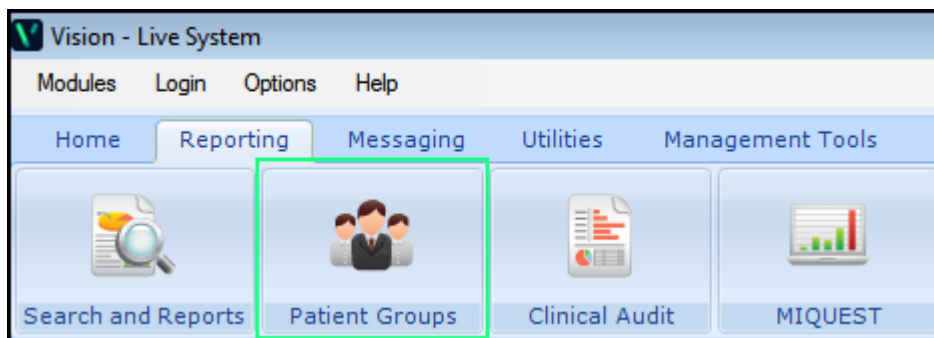 Vision - Live System
Modules Login Options Help
Home Reporting Messaging Utilities Management Tools
Search and Reports Patient Groups Clinical Audit MIQUEST